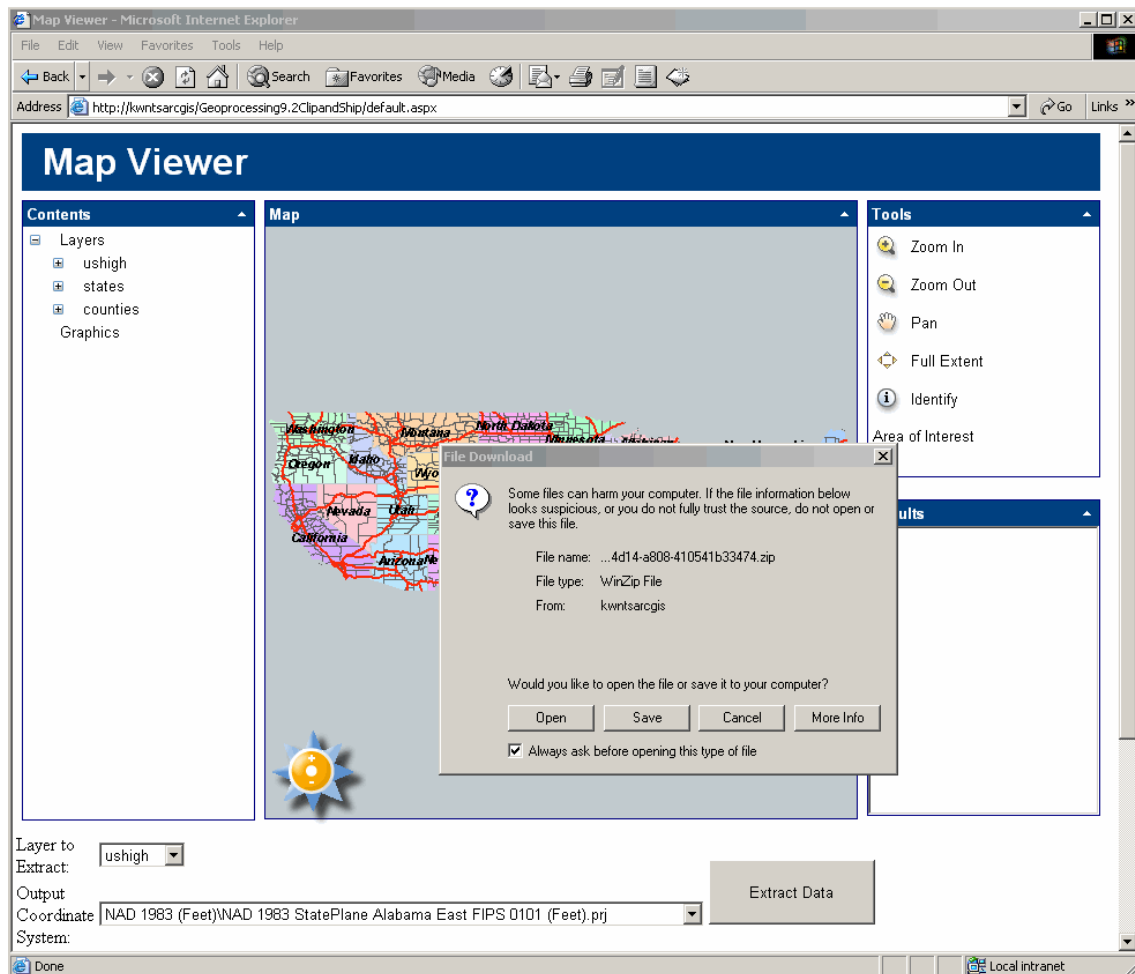 Map Viewer - Microsoft Internet Explorer
File Edit View Favorites Tools Help
Back Search Favorites Media
Address http://kwntsarcgis/Geoprocessing9.2ClipandShip/default.aspx Go Links »
Map Viewer
Contents
Layers
ushigh
states
counties
Graphics
Map
Washington
Montana
North Dakota
Minnesota
Oregon
Idaho
Wyo
Nevada
Utah
California
Arizona
Ne
Tools
Zoom In
Zoom Out
Pan
Full Extent
Identify
Area of Interest
ults
File Download
Some files can harm your computer. If the file information below
looks suspicious, or you do not fully trust the source, do not open or
save this file.
File name: ...4d14-a808-410541b33474.zip
File type: WinZip File
From: kwntsarcgis
Would you like to open the file or save it to your computer?
Open Save Cancel More Info
Always ask before opening this type of file
Layer to
Extract:
ushigh
Output
Coordinate
System:
NAD 1983 (Feet)\NAD 1983 StatePlane Alabama East FIPS 0101 (Feet).prj
Extract Data
Done
Local intranet